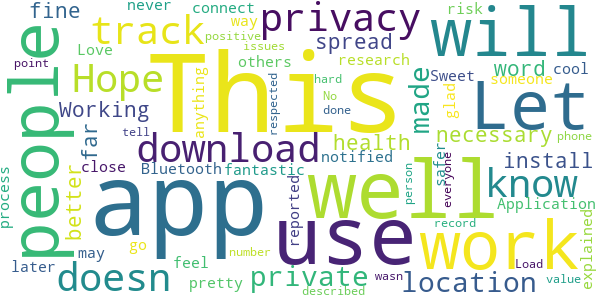 never connect way risk
fine privacy will
track spread Love positive others research word Sweet someone cool
people Hope This Let
point issues anything respected hard No made glad
Working far download health necessary
tell done phone
app well know
better close Bluetooth fantastic notified safer install
process person everyone Application
use work
may go reported record explained
later doesn feel number wasn Load value
pretty private location
described